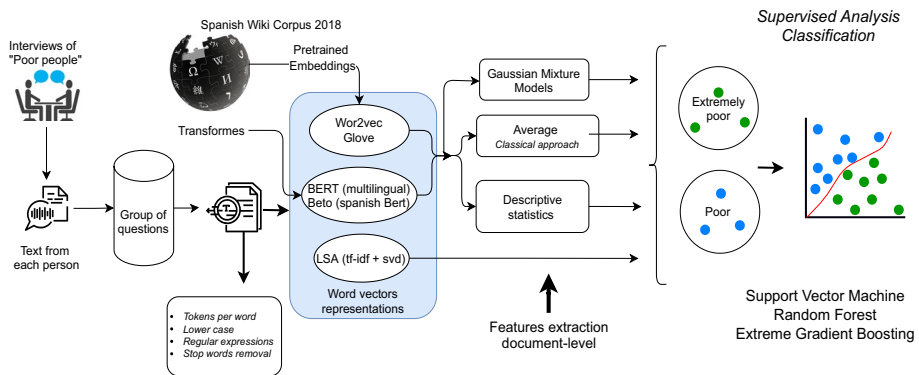 Interviews of
"Poor people"
Text from
each person
Group of
questions
Tokens per word
Lower case
Regular expressions
Stop words removal
Spanish Wiki Corpus 2018
Ω
W
И
Pretrained
Embeddings
Transformes
Wor2vec
Glove
BERT (multilingual)
Beto (spanish Bert)
LSA (tf-idf + svd)
Word vectors
representations
Gaussian Mixture
Models
Average
Classical approach
Descriptive
statistics
Features extraction
document-level
Extremely
poor
Poor
Supervised Analysis
Classification
Support Vector Machine
Random Forest
Extreme Gradient Boosting